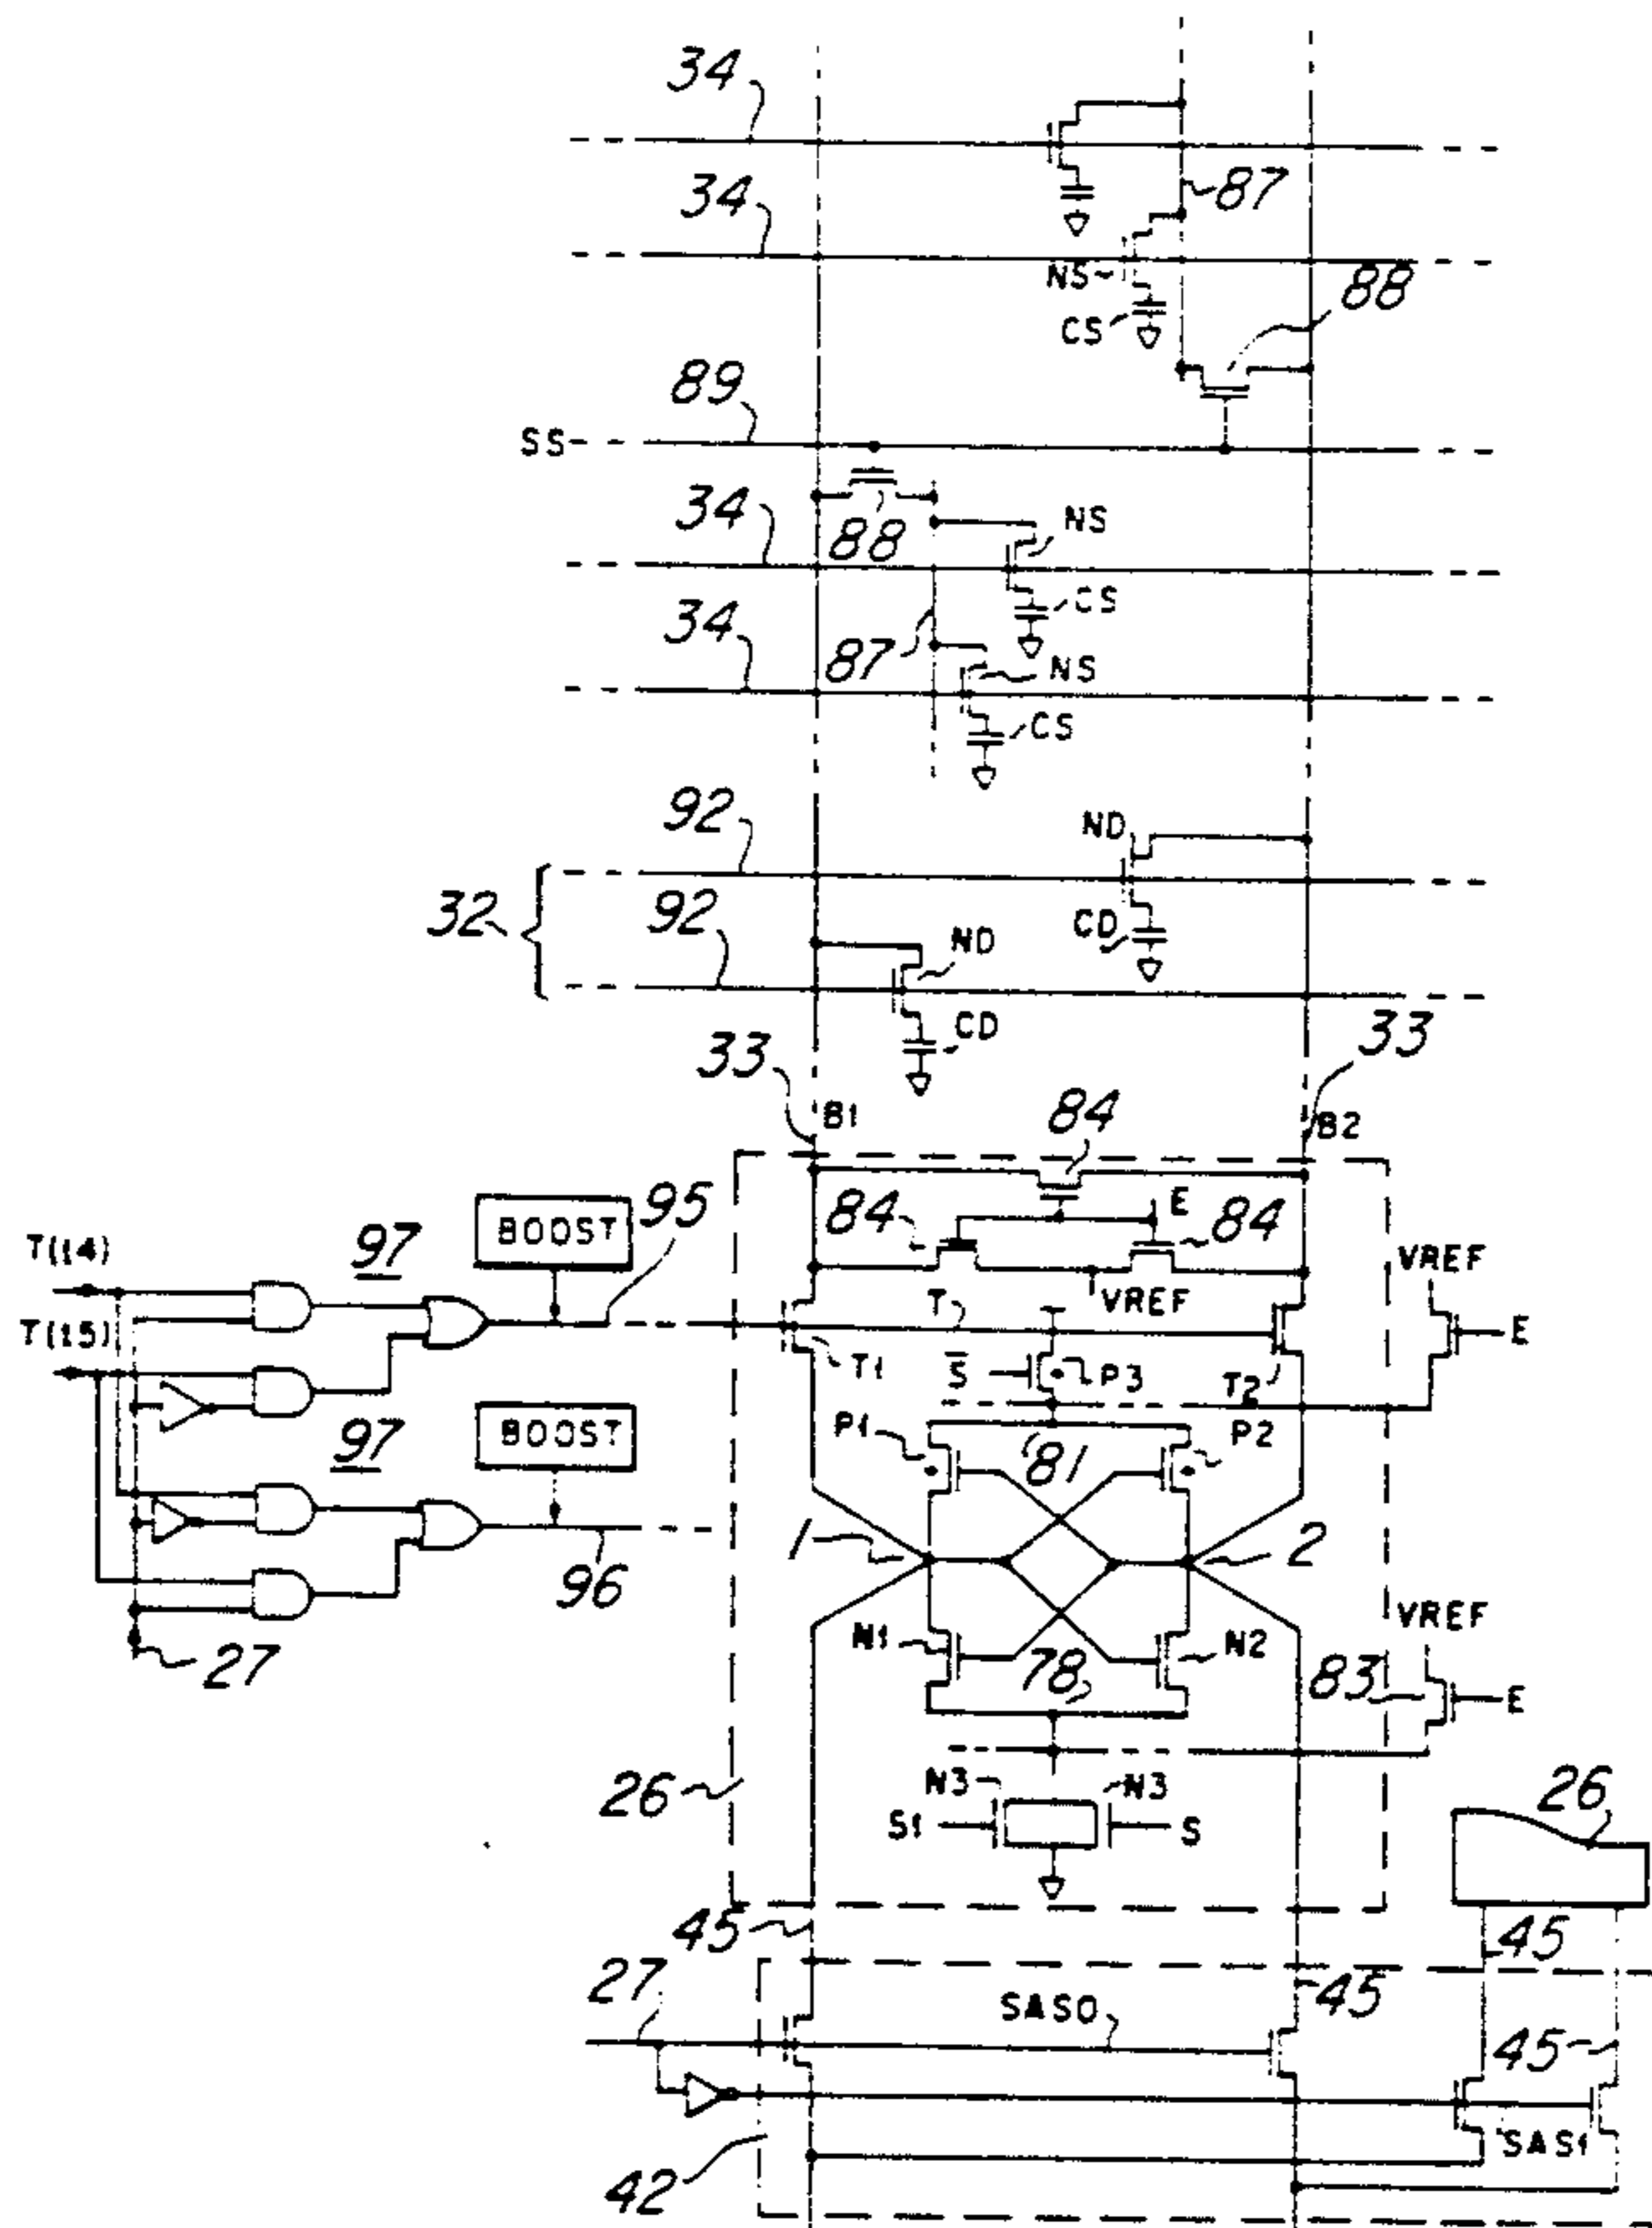 34
34
87
NS
88
CS
89
SS
34
NS
88
CS
34
87
NS
CS
92
ND
32
92
CD
ND
CD
33
33
B1
84
B2
95
BOOST
84
E
84
T(t4)
97
VREF
T
VREF
T(t5)
E
T1
S̅
P3
T2
97
BOOST
P1
81
P2
1
2
96
N1
78
N2
VREF
27
83
E
26
N3
N3
26
S1
S
45
45
27
SAS0
45
45
SAS1
42